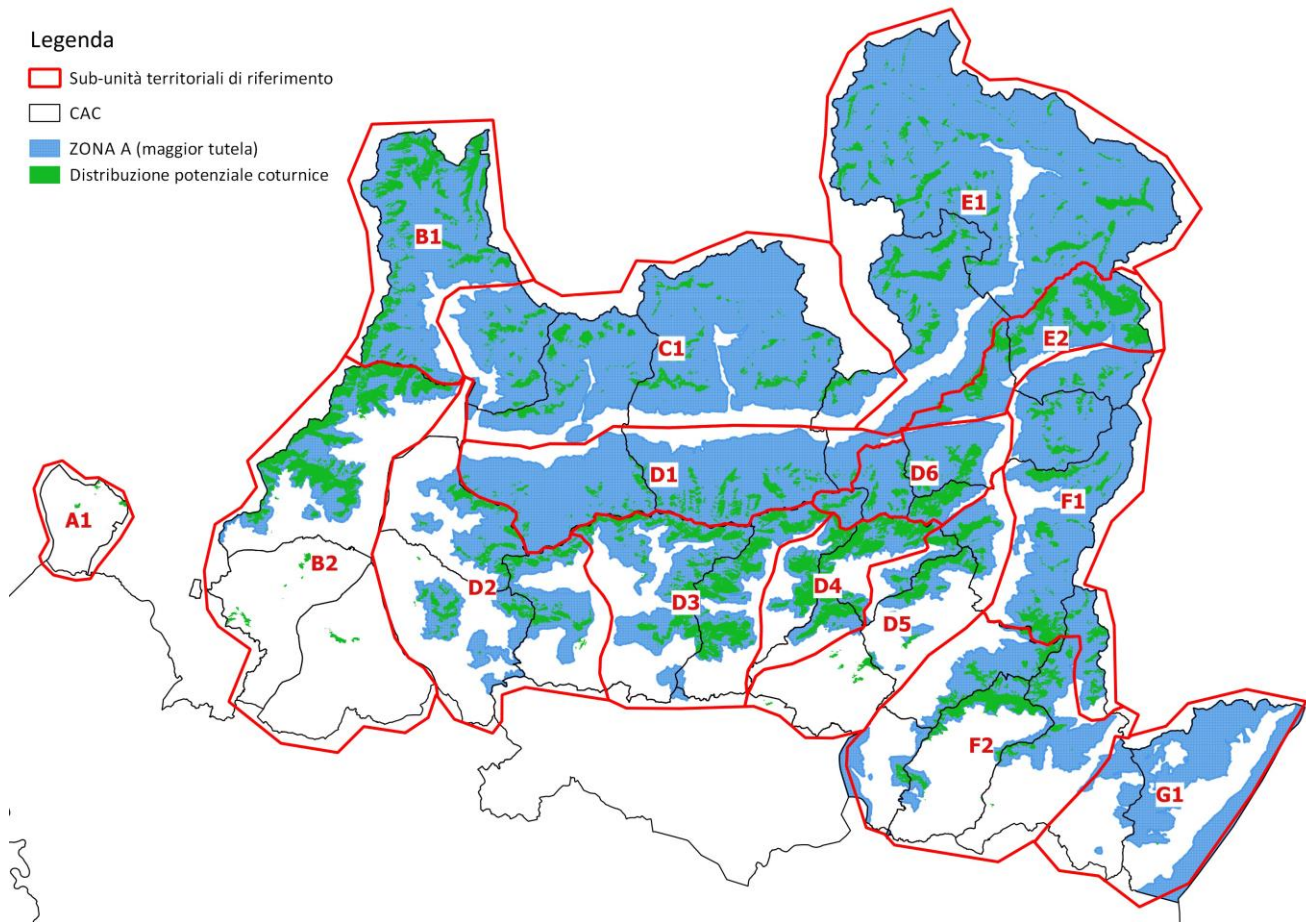 Legenda
Sub-unità territoriali di riferimento
CAC
ZONA A (maggior tutela)
Distribuzione potenziale coturnice
E1
B1
E2
C1
D1
D6
F1
A1
B2
D2
D3
D4
D5
F2
G1